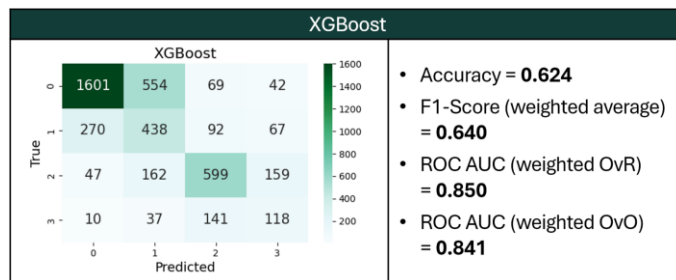 XGBoost
XGBoost
0 1601 554 69 42
1 270 438 92 67
2 47 162 599 159
3 10 37 141 118
0 1 2 3
True
Predicted
1600
1400
1200
1000
800
600
400
200
• Accuracy = 0.624
• F1-Score (weighted average)
= 0.640
• ROC AUC (weighted OvR)
= 0.850
• ROC AUC (weighted OvO)
= 0.841